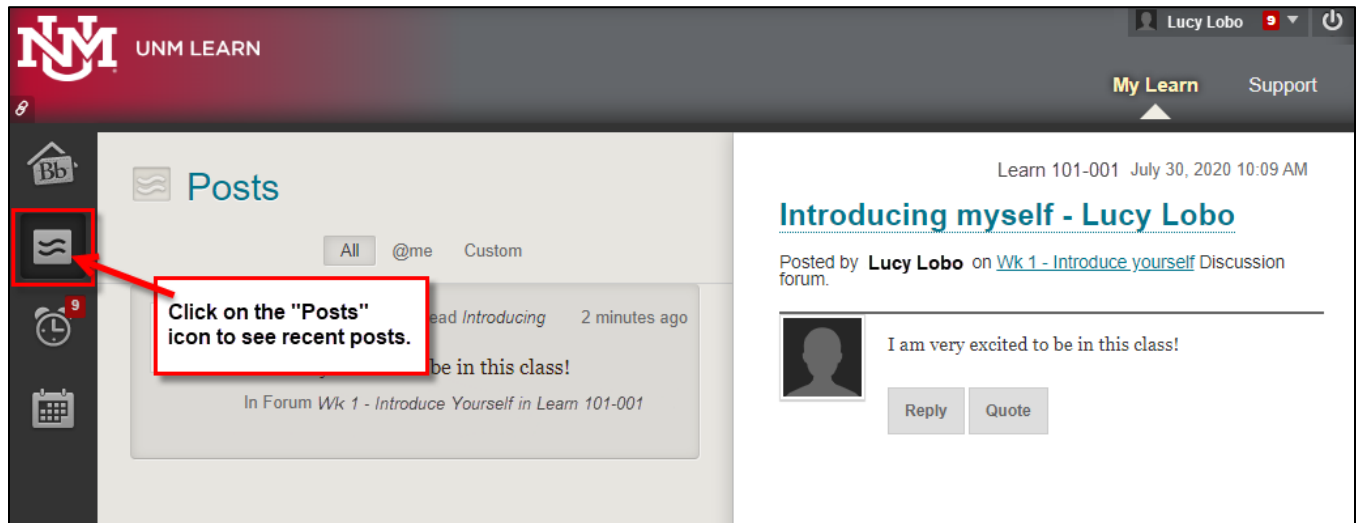 UNM UNM LEARN
Lucy Lobo 9
My Learn Support
Bb
Posts
All @me Custom
9
Click on the "Posts"
icon to see recent posts.
Introducing 2 minutes ago
be in this class!
In Forum Wk 1 - Introduce Yourself in Learn 101-001
Learn 101-001 July 30, 2020 10:09 AM
Introducing myself - Lucy Lobo
Posted by Lucy Lobo on Wk 1 - Introduce yourself Discussion
forum.
I am very excited to be in this class!
Reply Quote